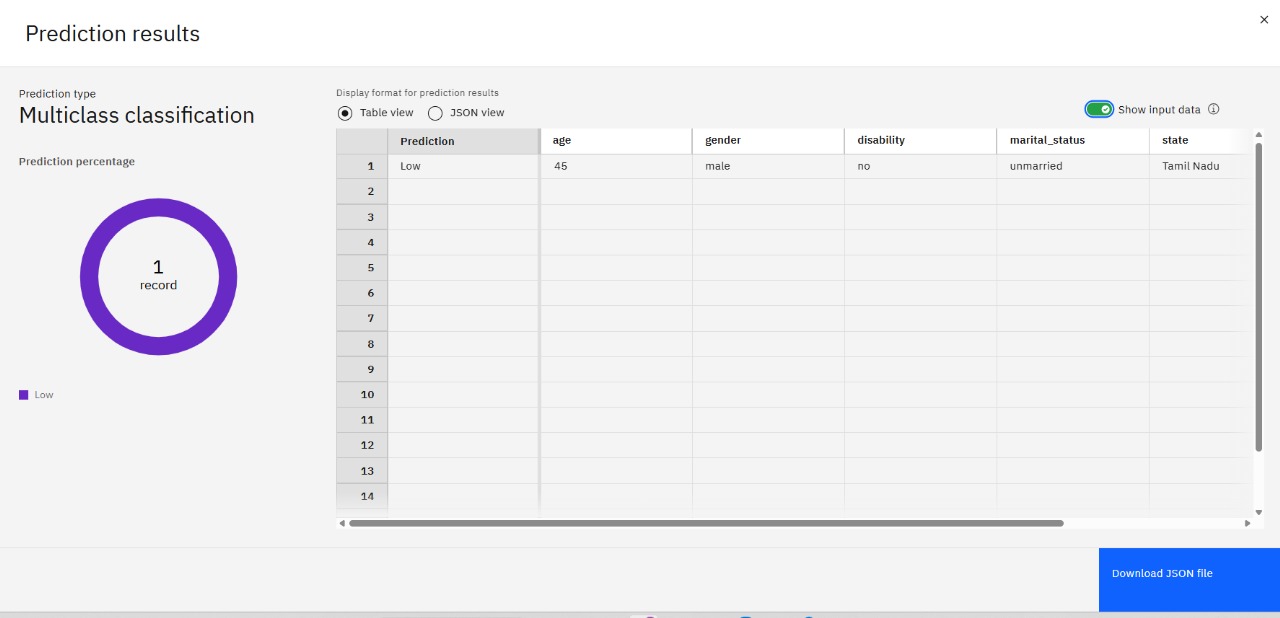 Prediction results
Prediction type
Multiclass classification
Prediction percentage
1
record
Low
Display format for prediction results
Table view JSON view
Show input data
Prediction age gender disability marital_status state
1 Low 45 male no unmarried Tamil Nadu
2
3
4
5
6
7
8
9
10
11
12
13
14
Download JSON file